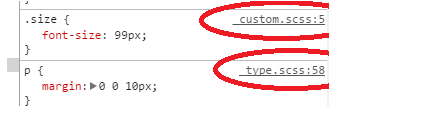 .size { _custom.scss:5
font-size: 99px;
}
p { _type.scss:58
margin:▶0 0 10px;
}